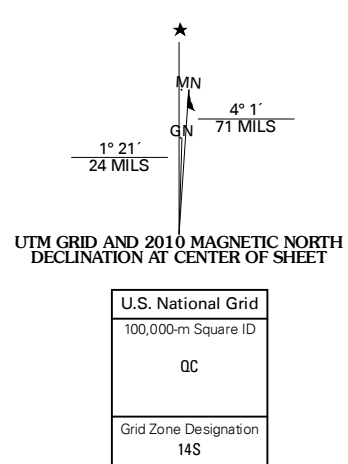 MN
4° 1´
71 MILS
GN
1° 21´
24 MILS
UTM GRID AND 2010 MAGNETIC NORTH
DECLINATION AT CENTER OF SHEET
U.S. National Grid
100,000-m Square ID
QC
Grid Zone Designation
14S